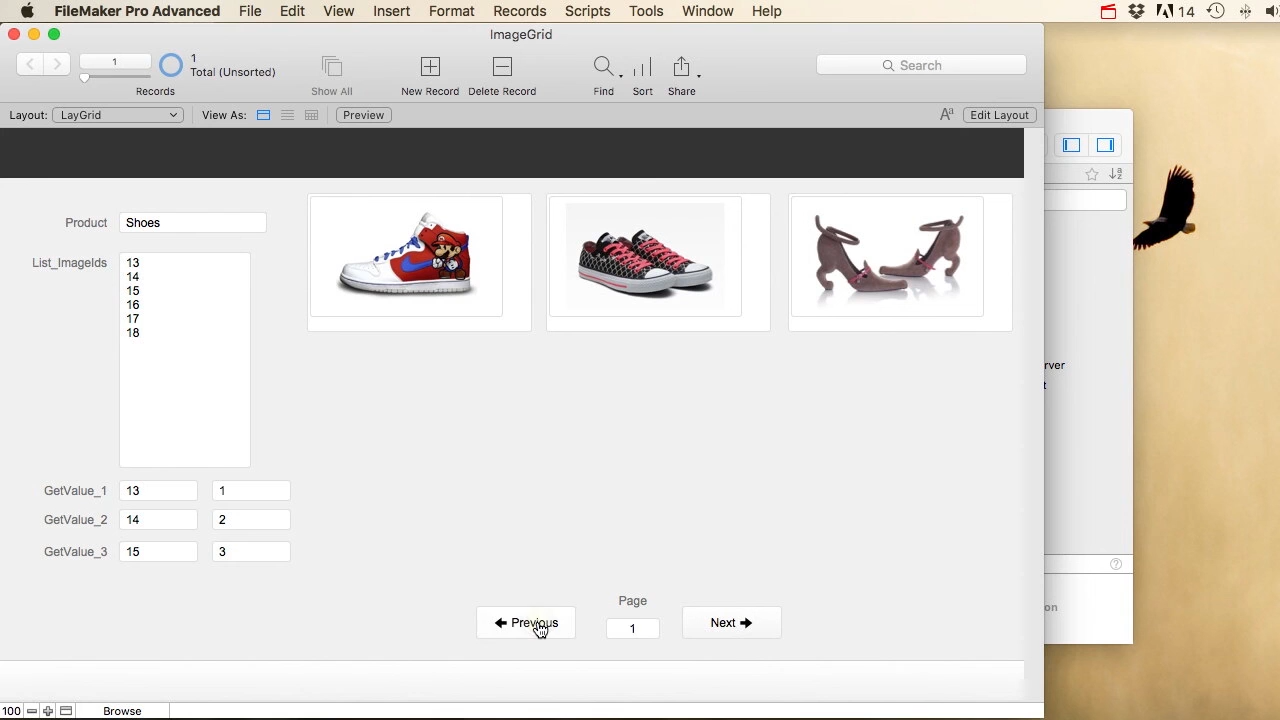 FileMaker Pro Advanced File Edit View Insert Format Records Scripts Tools Window Help 14
ImageGrid
1
1
Total (Unsorted)
Search
Records Show All New Record Delete Record Find Sort Share
Layout: LayGrid View As: Preview Aa Edit Layout
Product Shoes
List_ImageIds 13
14
15
16
17
18
rver
t
GetValue_1 13 1
GetValue_2 14 2
GetValue_3 15 3
Page
on
Previous 1 Next
100 Browse